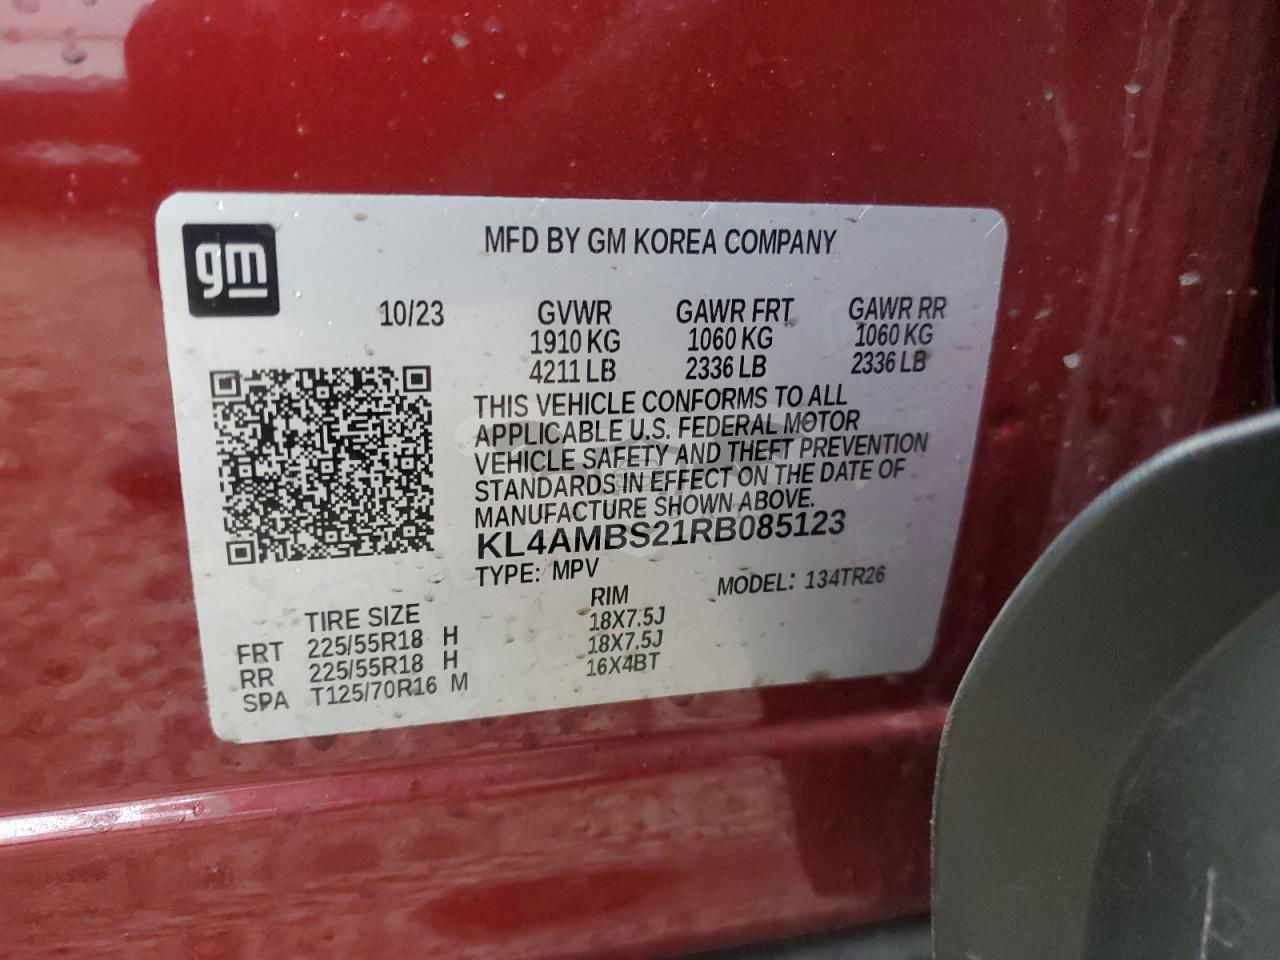 gm
MFD BY GM KOREA COMPANY
10/23
GVWR GAWR FRT GAWR RR
1910 KG 1060 KG 1060 KG
4211 LB 2336 LB 2336 LB
THIS VEHICLE CONFORMS TO ALL
APPLICABLE U.S. FEDERAL MOTOR
VEHICLE SAFETY AND THEFT PREVENTION
STANDARDS IN EFFECT ON THE DATE OF
MANUFACTURE SHOWN ABOVE.
KL4AMBS21RB085123
TYPE: MPV MODEL: 134TR26
TIRE SIZE RIM
FRT 225/55R18 H 18X7.5J
RR 225/55R18 H 18X7.5J
SPA T125/70R16 M 16X4BT